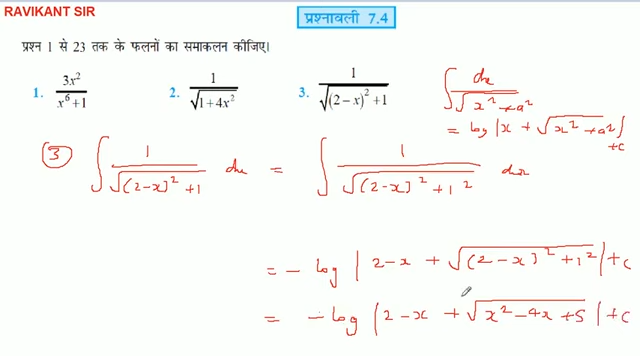 RAVIKANT SIR
प्रश्नावली 7.4
प्रश्न 1 से 23 तक के फलनों का समाकलन कीजिए।
1. 3x²/(x⁶+1) 2. 1/√(1+4x²) 3. 1/√((2−x)²+1)
∫ dx/√(x²+a²)
= log |x + √(x²+a²)| +c
③ ∫ 1/√((2−x)²+1) dx = ∫ 1/√((2−x)²+1²) dx
= − log | 2−x + √((2−x)²+1²) | +c
= −log | 2−x + √(x²−4x+5) | +c